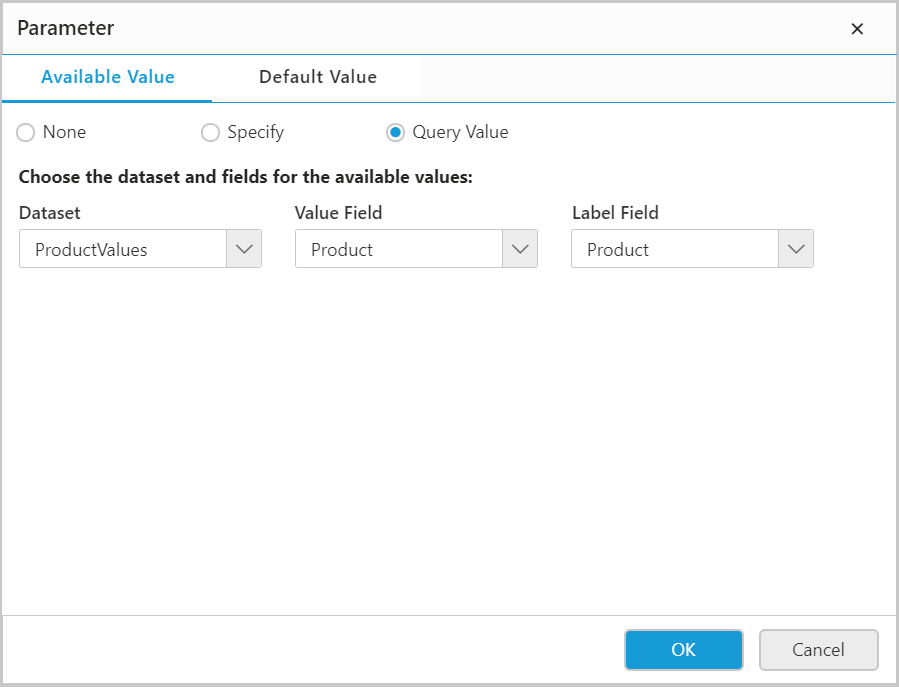 Parameter
Available Value Default Value
None Specify Query Value
Choose the dataset and fields for the available values:
Dataset Value Field Label Field
ProductValues Product Product
OK Cancel